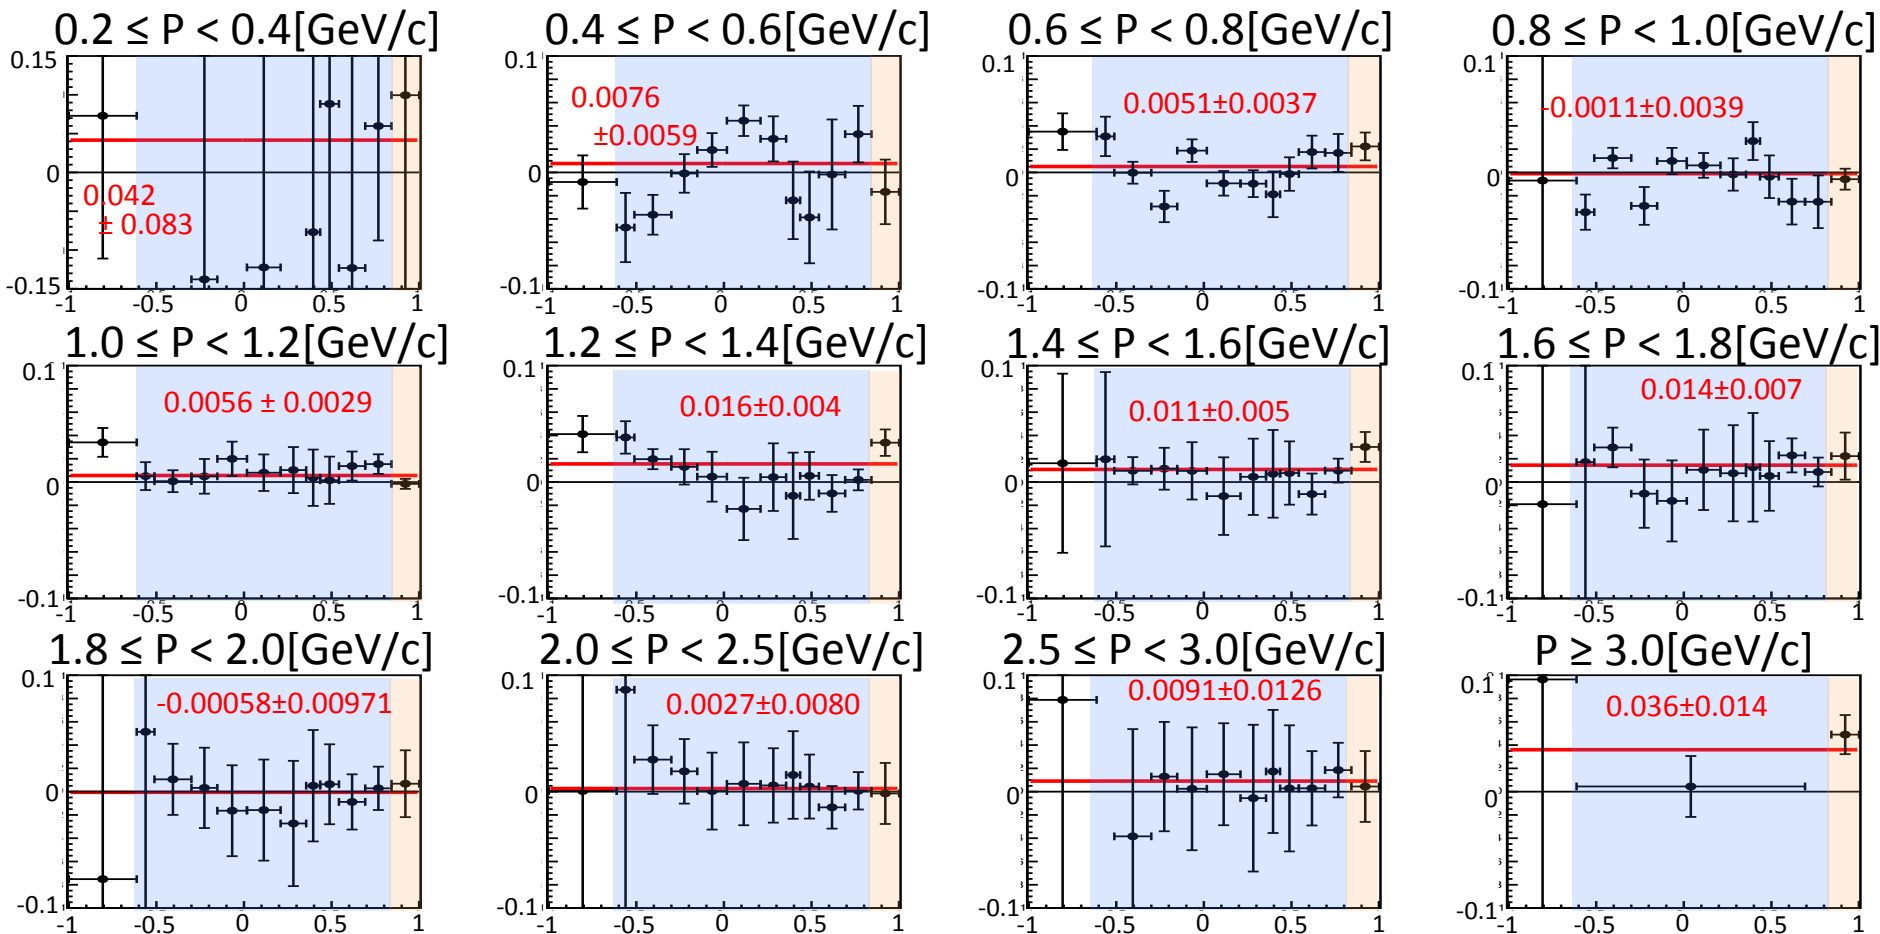 0.2 ≤ P < 0.4[GeV/c]
0.15
0
-0.15
0.042
± 0.083
-1 -0.5 0 0.5 1
0.4 ≤ P < 0.6[GeV/c]
0.1
0
-0.1
0.0076
±0.0059
-1 -0.5 0 0.5 1
0.6 ≤ P < 0.8[GeV/c]
0.1
0
-0.1
0.0051±0.0037
-1 -0.5 0 0.5 1
0.8 ≤ P < 1.0[GeV/c]
0.1
0
-0.1
-0.0011±0.0039
-1 -0.5 0 0.5 1
1.0 ≤ P < 1.2[GeV/c]
0.1
0
-0.1
0.0056 ± 0.0029
-1 -0.5 0 0.5 1
1.2 ≤ P < 1.4[GeV/c]
0.1
0
-0.1
0.016±0.004
-1 -0.5 0 0.5 1
1.4 ≤ P < 1.6[GeV/c]
0.1
0
-0.1
0.011±0.005
-1 -0.5 0 0.5 1
1.6 ≤ P < 1.8[GeV/c]
0.1
0
-0.1
0.014±0.007
-1 -0.5 0 0.5 1
1.8 ≤ P < 2.0[GeV/c]
0.1
0
-0.1
-0.00058±0.00971
-1 -0.5 0 0.5 1
2.0 ≤ P < 2.5[GeV/c]
0.1
0
-0.1
0.0027±0.0080
-1 -0.5 0 0.5 1
2.5 ≤ P < 3.0[GeV/c]
0.1
0
-0.1
0.0091±0.0126
-1 -0.5 0 0.5 1
P ≥ 3.0[GeV/c]
0.1
0
-0.1
0.036±0.014
-1 -0.5 0 0.5 1